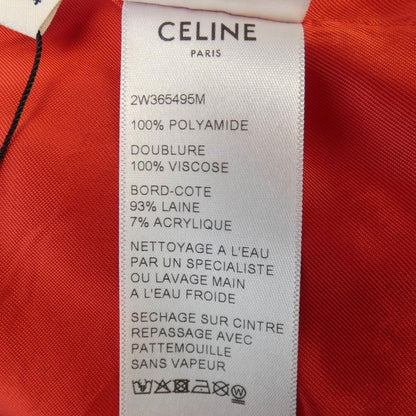 CELINE
PARIS
2W365495M
100% POLYAMIDE
DOUBLURE
100% VISCOSE
BORD-COTE
93% LAINE
7% ACRYLIQUE
NETTOYAGE A L'EAU
PAR UN SPECIALISTE
OU LAVAGE MAIN
A L'EAU FROIDE
SECHAGE SUR CINTRE
REPASSAGE AVEC
PATTEMOUILLE
SANS VAPEUR